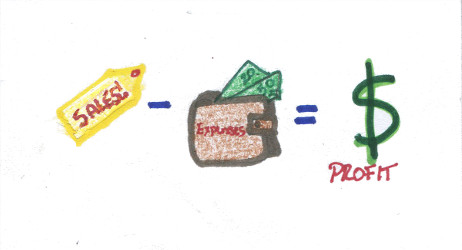 SALES! - EXPENSES = $
PROFIT